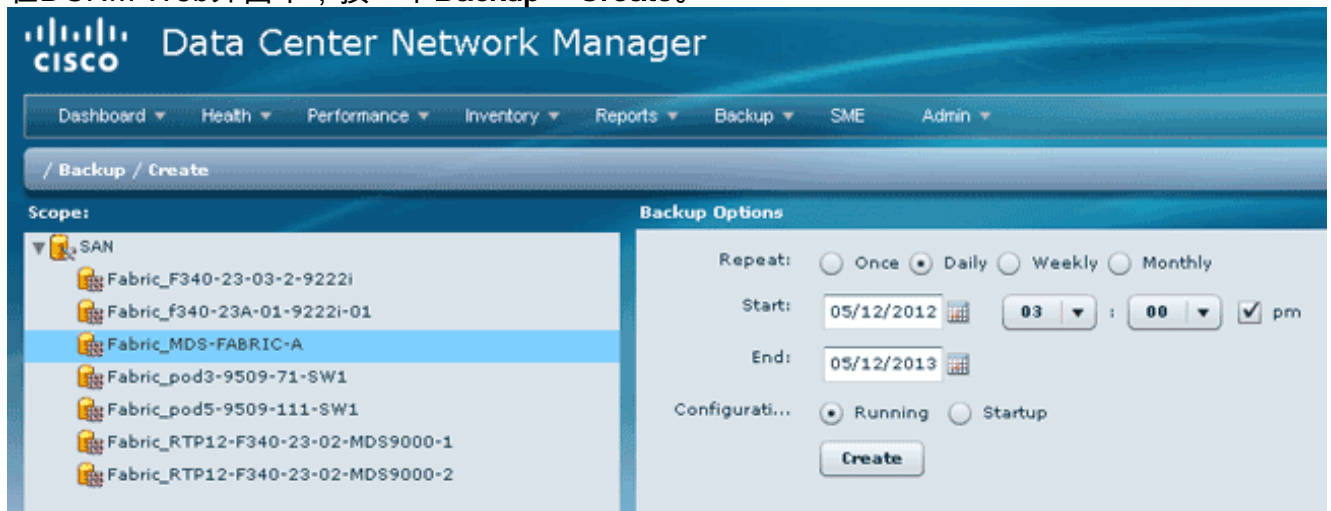 Backup > Create。
CISCO Data Center Network Manager
Dashboard Health Performance Inventory Reports Backup SME Admin
/ Backup / Create
Scope:
SAN
Fabric_F340-23-03-2-9222i
Fabric_f340-23A-01-9222i-01
Fabric_MDS-FABRIC-A
Fabric_pod3-9509-71-SW1
Fabric_pod5-9509-111-SW1
Fabric_RTP12-F340-23-02-MDS9000-1
Fabric_RTP12-F340-23-02-MDS9000-2
Backup Options
Repeat: Once Daily Weekly Monthly
Start: 05/12/2012 03 : 00 pm
End: 05/12/2013
Configurati... Running Startup
Create